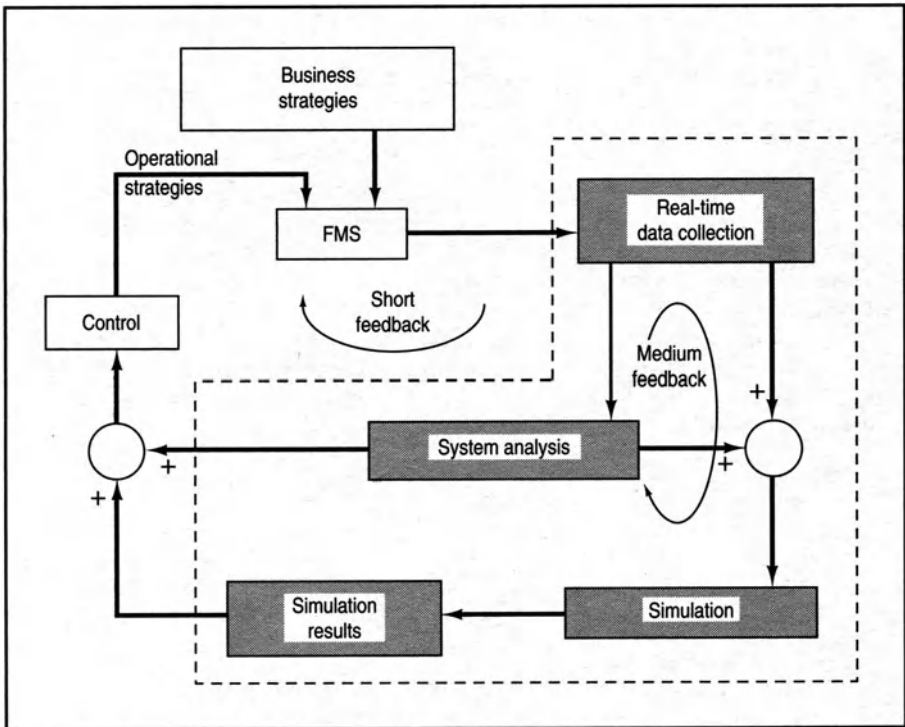 Business
strategies
Operational
strategies
FMS
Real-time
data collection
Short
feedback
Control
Medium
feedback
+
System analysis
+
+
+
Simulation
results
Simulation